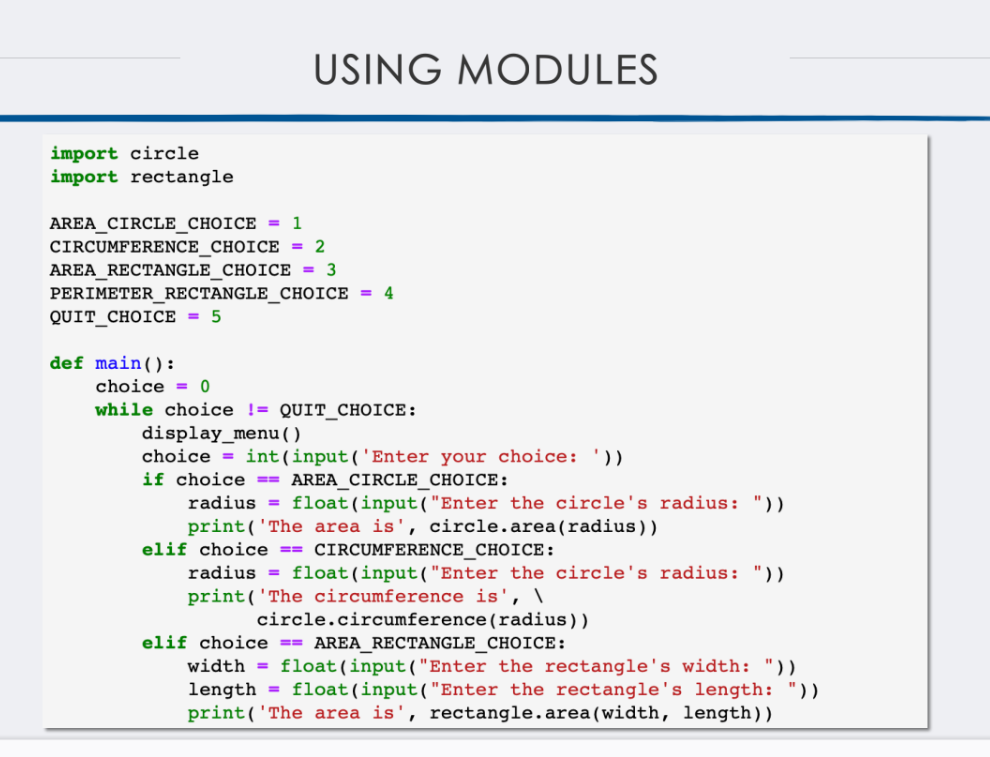 USING MODULES
import circle
import rectangle

AREA_CIRCLE_CHOICE = 1
CIRCUMFERENCE_CHOICE = 2
AREA_RECTANGLE_CHOICE = 3
PERIMETER_RECTANGLE_CHOICE = 4
QUIT_CHOICE = 5

def main():
    choice = 0
    while choice != QUIT_CHOICE:
        display_menu()
        choice = int(input('Enter your choice: '))
        if choice == AREA_CIRCLE_CHOICE:
            radius = float(input("Enter the circle's radius: "))
            print('The area is', circle.area(radius))
        elif choice == CIRCUMFERENCE_CHOICE:
            radius = float(input("Enter the circle's radius: "))
            print('The circumference is', \
                  circle.circumference(radius))
        elif choice == AREA_RECTANGLE_CHOICE:
            width = float(input("Enter the rectangle's width: "))
            length = float(input("Enter the rectangle's length: "))
            print('The area is', rectangle.area(width, length))